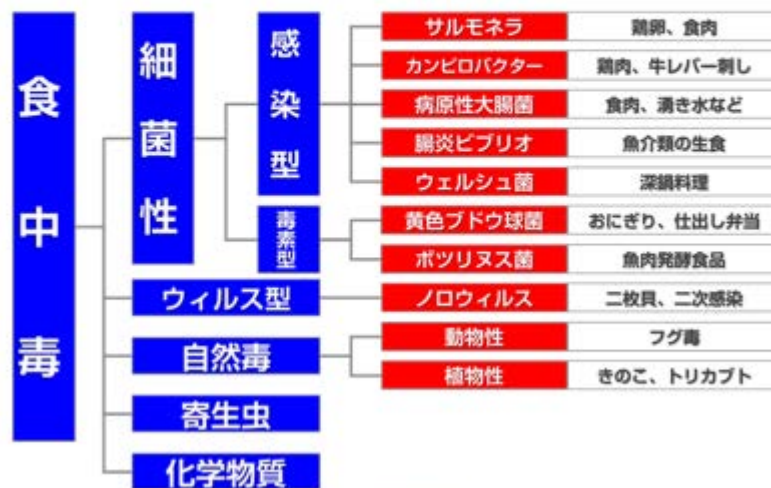 食中毒
細菌性
感染型
サルモネラ 鶏卵、食肉
カンピロバクター 鶏肉、牛レバー刺し
病原性大腸菌 食肉、湧き水など
腸炎ビブリオ 魚介類の生食
ウェルシュ菌 深鍋料理
毒素型
黄色ブドウ球菌 おにぎり、仕出し弁当
ボツリヌス菌 魚肉発酵食品
ウィルス型
ノロウィルス 二枚貝、二次感染
自然毒
動物性 フグ毒
植物性 きのこ、トリカブト
寄生虫
化学物質